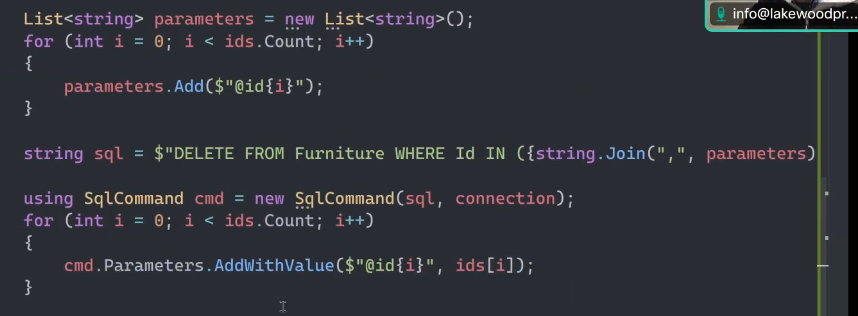 info@lakewoodpr...
List<string> parameters = new List<string>();
for (int i = 0; i < ids.Count; i++)
{
    parameters.Add($"@id{i}");
}
string sql = $"DELETE FROM Furniture WHERE Id IN ({string.Join(",", parameters)
using SqlCommand cmd = new SqlCommand(sql, connection);
for (int i = 0; i < ids.Count; i++)
{
    cmd.Parameters.AddWithValue($"@id{i}", ids[i]);
}